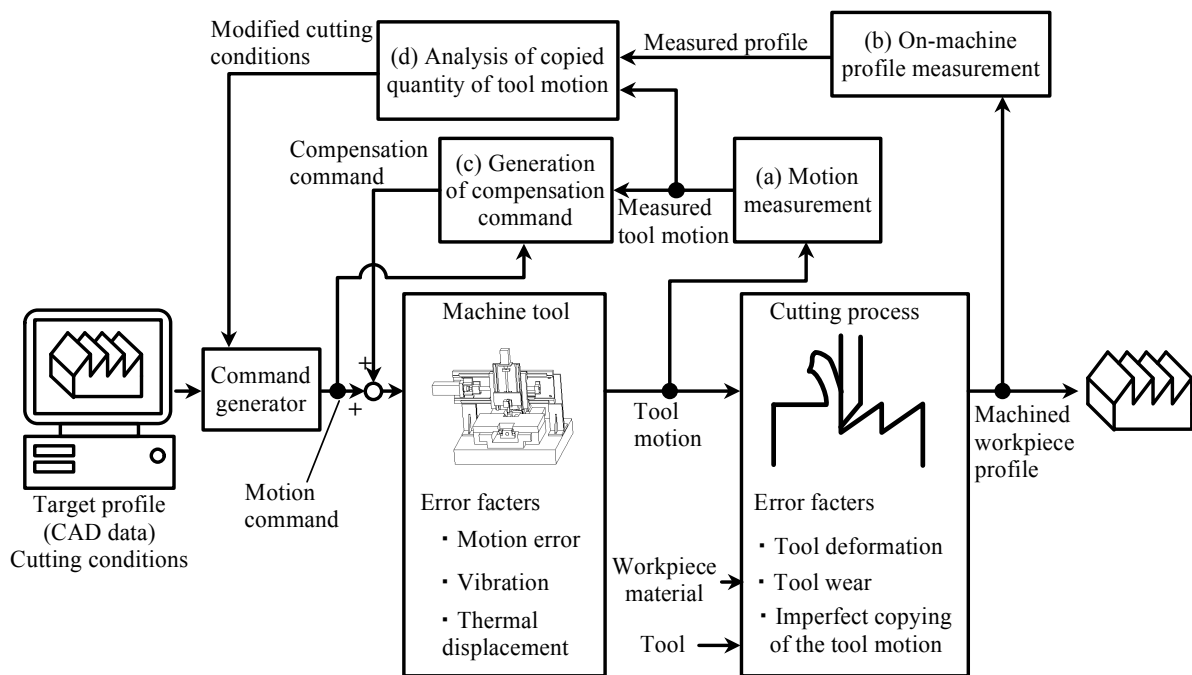 Modified cutting
conditions
(d) Analysis of copied
quantity of tool motion
Measured profile
(b) On-machine
profile measurement
Compensation
command
(c) Generation
of compensation
command
Measured
tool motion
(a) Motion
measurement
Target profile
(CAD data)
Cutting conditions
Command
generator
+
+
Motion
command
Machine tool
Error facters
・Motion error
・Vibration
・Thermal
displacement
Tool
motion
Workpiece
material
Tool
Cutting process
Error facters
・Tool deformation
・Tool wear
・Imperfect copying
of the tool motion
Machined
workpiece
profile